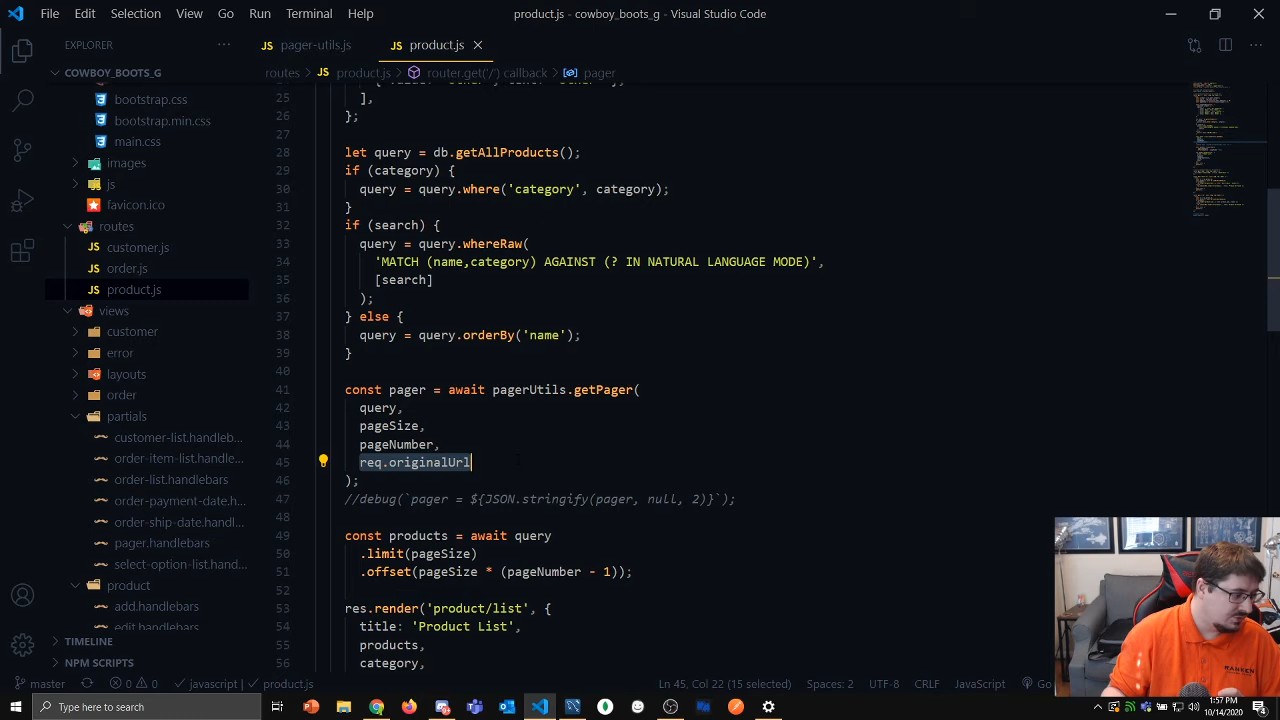 File Edit Selection View Go Run Terminal Help
product.js - cowboy_boots_g - Visual Studio Code
EXPLORER
JS pager-utils.js
JS product.js
COWBOY_BOOTS_G
routes > JS product.js > router.get('/') callback > pager
bootstrap.css
bootstrap.min.css
main.css
images
js
favicon.ico
routes
customer.js
order.js
product.js
views
customer
error
layouts
order
partials
customer-list.handleb...
order-item-list.handle...
order-list.handlebars
order-payment-date.h...
order-ship-date.handl...
pager.handlebars
select-option-list.hand...
product
add.handlebars
edit.handlebars
TIMELINE
NPM SCRIPTS
25 ],
26 };
27
28 let query = db.getAllProducts();
29 if (category) {
30 query = query.where('category', category);
31 }
32 if (search) {
33 query = query.whereRaw(
34 'MATCH (name,category) AGAINST (? IN NATURAL LANGUAGE MODE)',
35 [search]
36 );
37 } else {
38 query = query.orderBy('name');
39 }
40
41 const pager = await pagerUtils.getPager(
42 query,
43 pageSize,
44 pageNumber,
45 req.originalUrl
46 );
47 //debug(`pager = ${JSON.stringify(pager, null, 2)}`);
48
49 const products = await query
50 .limit(pageSize)
51 .offset(pageSize * (pageNumber - 1));
52
53 res.render('product/list', {
54 title: 'Product List',
55 products,
56 category,
RANKEN
master 0 0 javascript | product.js
Ln 45, Col 22 (15 selected) Spaces: 2 UTF-8 CRLF JavaScript Go
Type here to search
1:57 PM
10/14/2020